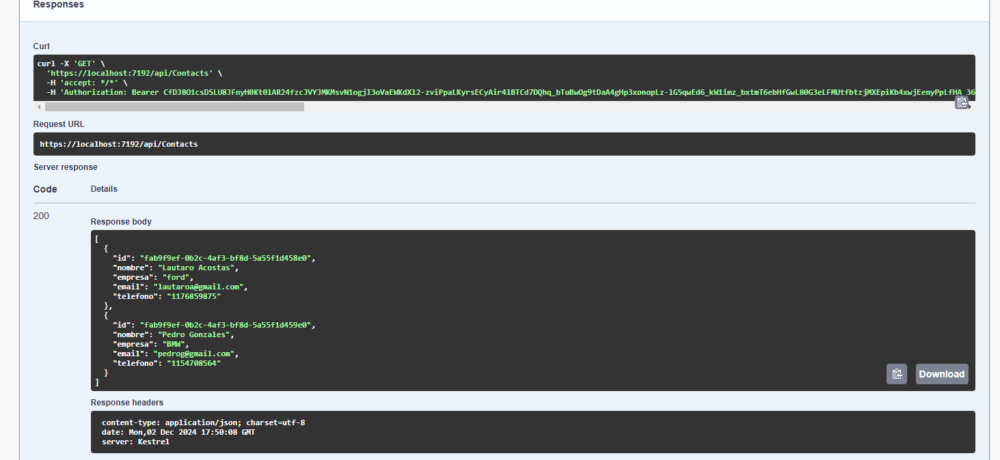 Responses
Curl
curl -X 'GET' \
  'https://localhost:7192/api/Contacts' \
  -H 'accept: */*' \
  -H 'Authorization: Bearer CfDJ8O1csDSLU8JFnyH0Kt0lAR24fzcJVYJMKMsvN1ogjI3oVaEWKdXl2-zviPpaLKyrsECyAir4lBTCd7DQhq_bTuBwOg9tDaA4gHp3xonopLz-lG5qwEd6_kW1imz_bxtmT6ebHfGwL80G3eLFMUtfbtzjMXEpiKb4xwjEenyPpLfHA_36
Request URL
https://localhost:7192/api/Contacts
Server response
Code Details
200
Response body
[
  {
    "id": "fab9f9ef-0b2c-4af3-bf8d-5a55f1d458e0",
    "nombre": "Lautaro Acostas",
    "empresa": "ford",
    "email": "lautaroa@gmail.com",
    "telefono": "1176859875"
  },
  {
    "id": "fab9f9ef-0b2c-4af3-bf8d-5a55f1d459e0",
    "nombre": "Pedro Gonzales",
    "empresa": "BMW",
    "email": "pedrog@gmail.com",
    "telefono": "1154708564"
  }
]
Download
Response headers
content-type: application/json; charset=utf-8
date: Mon,02 Dec 2024 17:50:08 GMT
server: Kestrel